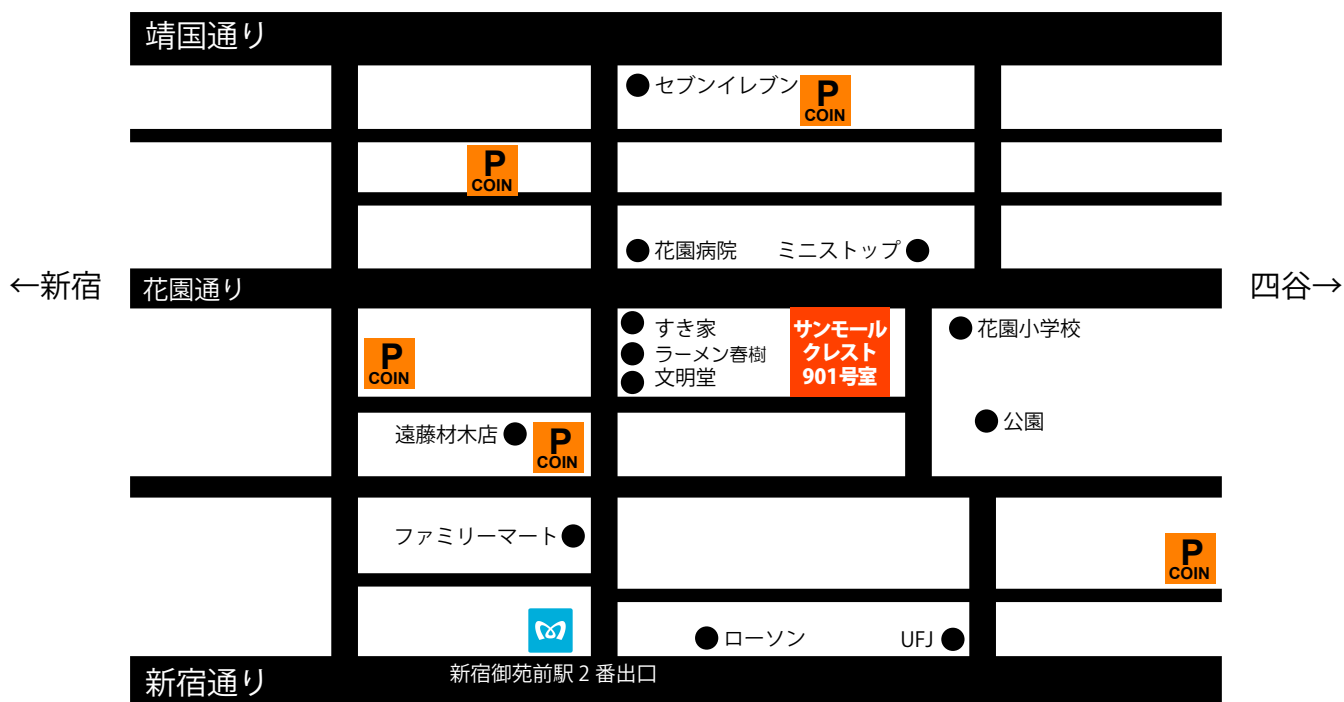 靖国通り
セブンイレブン
P
COIN
P
COIN
花園病院
ミニストップ
←新宿
花園通り
四谷→
すき家
ラーメン春樹
文明堂
サンモール
クレスト
901号室
花園小学校
P
COIN
公園
遠藤材木店
P
COIN
ファミリーマート
P
COIN
ローソン
UFJ
新宿御苑前駅 2 番出口
新宿通り